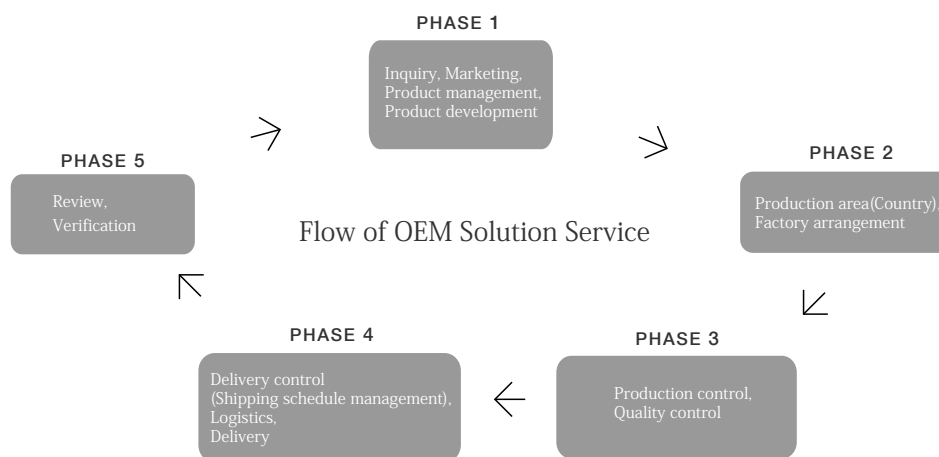 PHASE 1
Inquiry, Marketing,
Product management,
Product development
PHASE 2
Production area(Country),
Factory arrangement
PHASE 3
Production control,
Quality control
PHASE 4
Delivery control
(Shipping schedule management),
Logistics,
Delivery
PHASE 5
Review,
Verification
Flow of OEM Solution Service